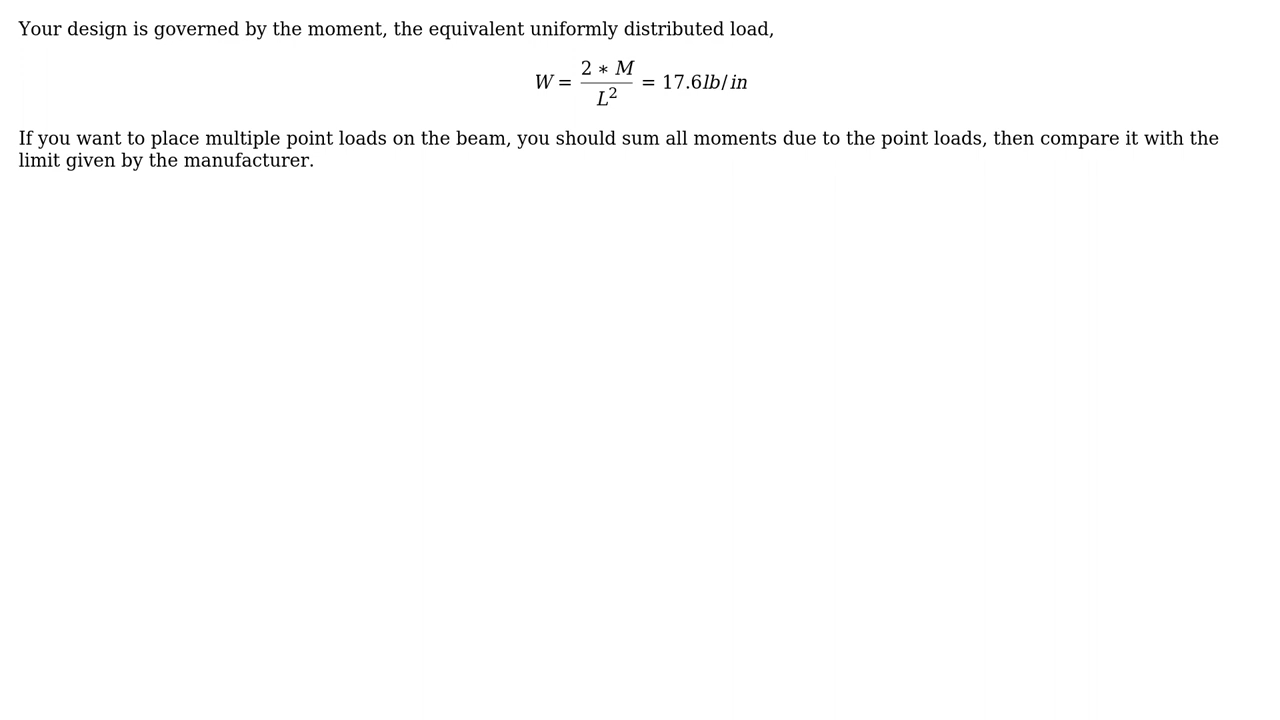 Your design is governed by the moment, the equivalent uniformly distributed load,
W = \frac{2 * M}{L^2} = 17.6lb/in
If you want to place multiple point loads on the beam, you should sum all moments due to the point loads, then compare it with the
limit given by the manufacturer.